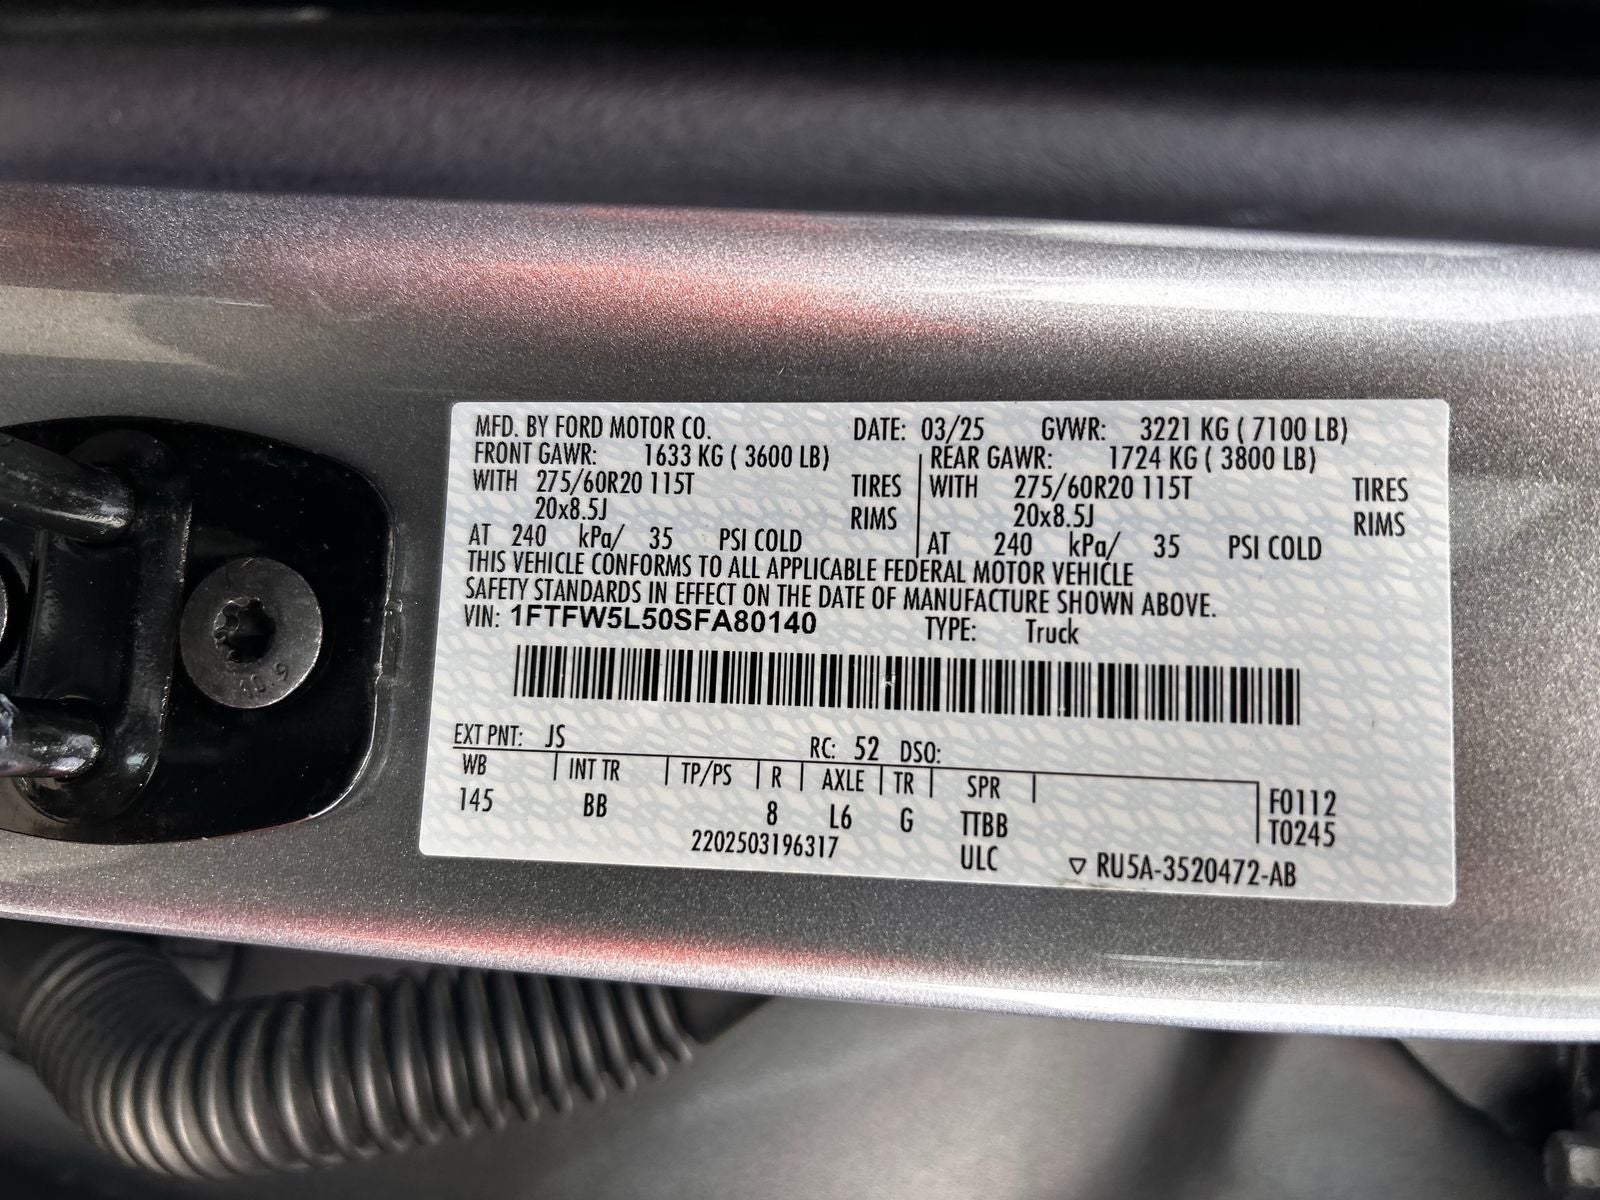 MFD. BY FORD MOTOR CO. DATE: 03/25 GVWR: 3221 KG ( 7100 LB)
FRONT GAWR: 1633 KG ( 3600 LB) REAR GAWR: 1724 KG ( 3800 LB)
WITH 275/60R20 115T TIRES WITH 275/60R20 115T TIRES
20x8.5J RIMS 20x8.5J RIMS
AT 240 kPa/ 35 PSI COLD AT 240 kPa/ 35 PSI COLD
THIS VEHICLE CONFORMS TO ALL APPLICABLE FEDERAL MOTOR VEHICLE
SAFETY STANDARDS IN EFFECT ON THE DATE OF MANUFACTURE SHOWN ABOVE.
VIN: 1FTFW5L50SFA80140 TYPE: Truck
EXT PNT: JS RC: 52 DSO:
WB INT TR TP/PS R AXLE TR SPR
145 BB 8 L6 G TTBB F0112
T0245
2202503196317 ULC RU5A-3520472-AB
10.9